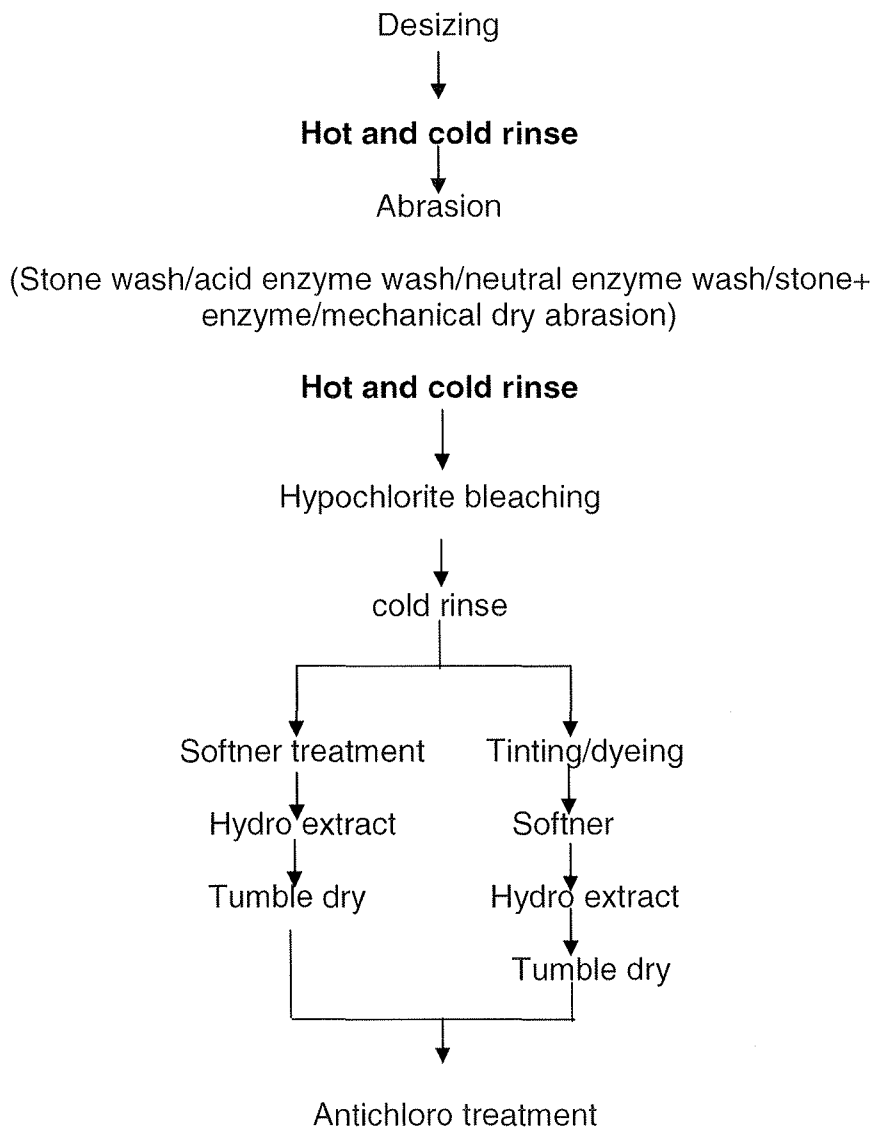 Desizing
Hot and cold rinse
Abrasion
(Stone wash/acid enzyme wash/neutral enzyme wash/stone+
enzyme/mechanical dry abrasion)
Hot and cold rinse
Hypochlorite bleaching
cold rinse
Softner treatment
Hydro extract
Tumble dry
Tinting/dyeing
Softner
Hydro extract
Tumble dry
Antichloro treatment